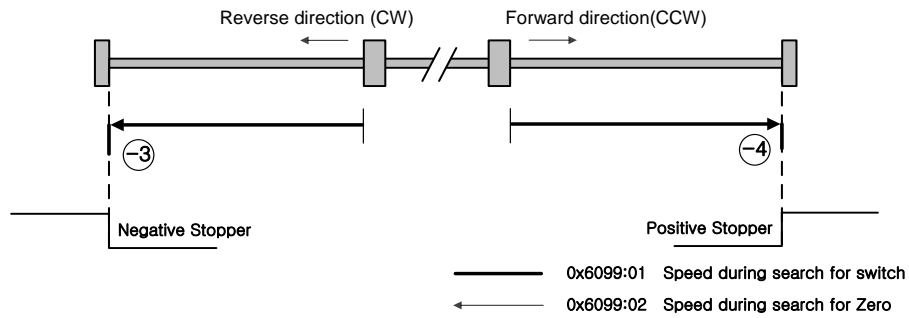 Reverse direction (CW)
Forward direction(CCW)
-3
-4
Negative Stopper
Positive Stopper
0x6099:01 Speed during search for switch
0x6099:02 Speed during search for Zero